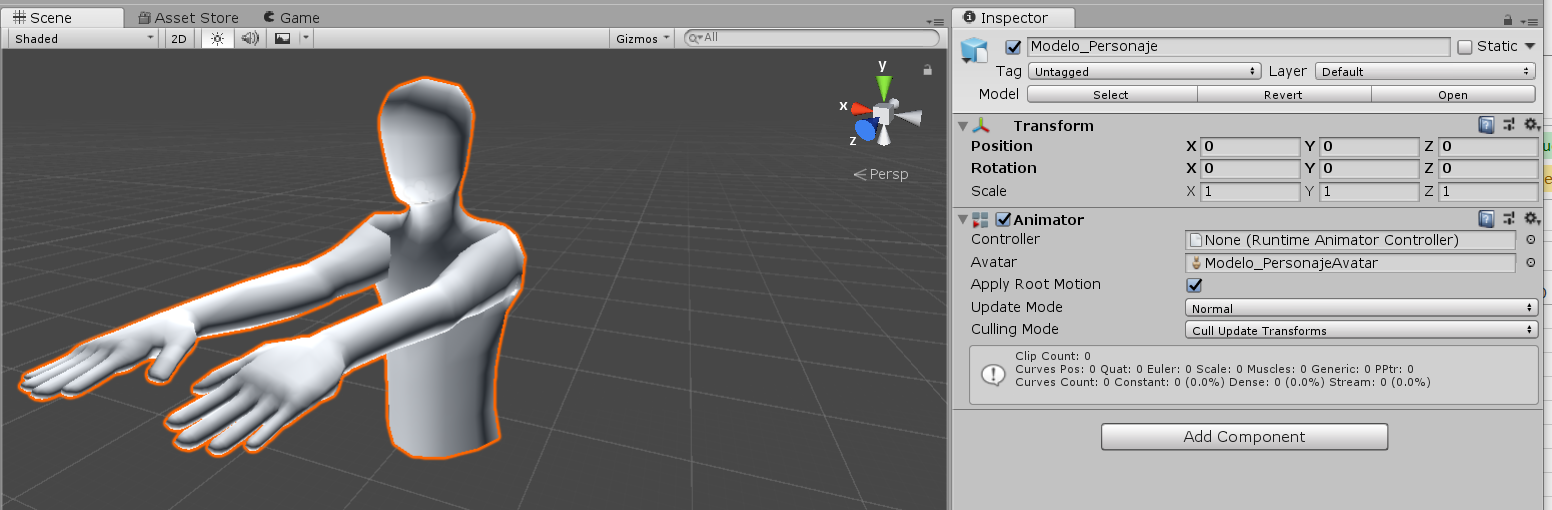 Scene Asset Store Game
Shaded 2D Gizmos All
y
x
z
Persp
Inspector
Modelo_Personaje Static
Tag Untagged Layer Default
Model Select Revert Open
Transform
Position X 0 Y 0 Z 0
Rotation X 0 Y 0 Z 0
Scale X 1 Y 1 Z 1
Animator
Controller None (Runtime Animator Controller)
Avatar Modelo_PersonajeAvatar
Apply Root Motion
Update Mode Normal
Culling Mode Cull Update Transforms
Clip Count: 0
Curves Pos: 0 Quat: 0 Euler: 0 Scale: 0 Muscles: 0 Generic: 0 PPtr: 0
Curves Count: 0 Constant: 0 (0.0%) Dense: 0 (0.0%) Stream: 0 (0.0%)
Add Component